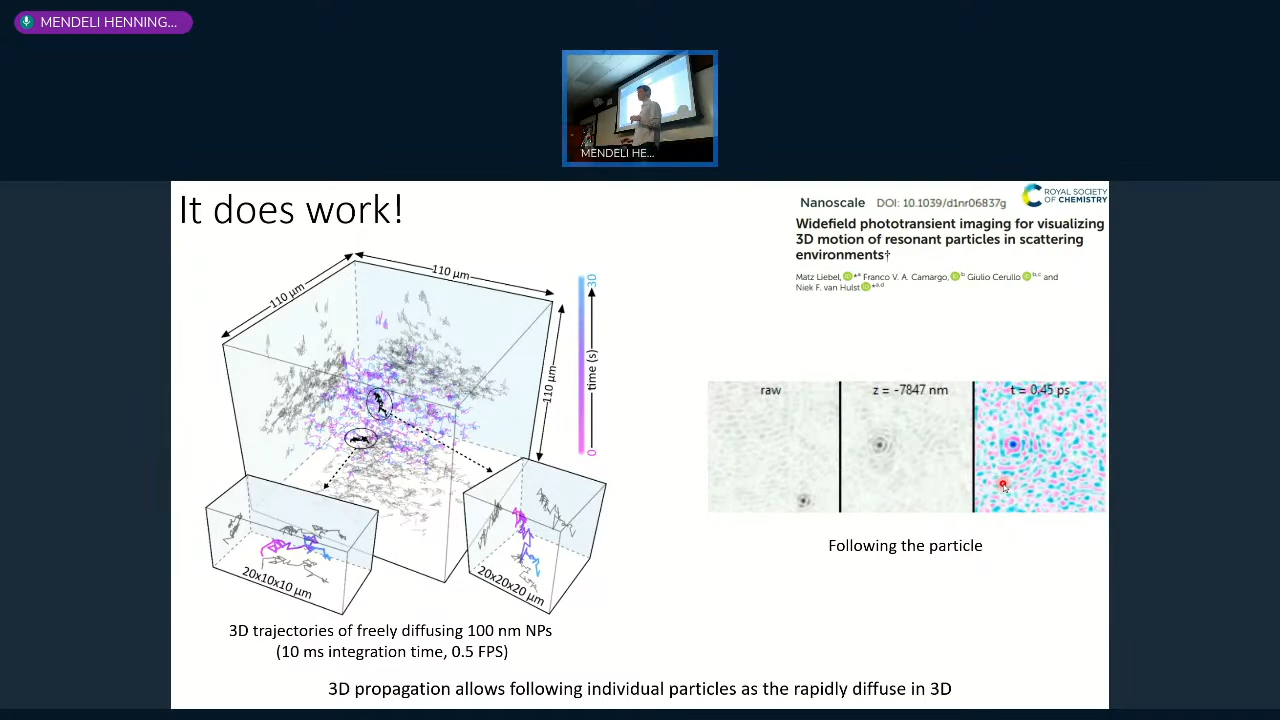 MENDELI HENNING...
MENDELI HE...
It does work!
Nanoscale
DOI: 10.1039/d1nr06837g
ROYAL SOCIETY
OF CHEMISTRY
Widefield phototransient imaging for visualizing
3D motion of resonant particles in scattering
environments†
Matz Liebel, *a Franco V. A. Camargo, b Giulio Cerullo b,c and
Niek F. van Hulst *a,d
110 μm
110 μm
110 μm
30
time (s)
0
20x10x10 μm
20x20x20 μm
3D trajectories of freely diffusing 100 nm NPs
(10 ms integration time, 0.5 FPS)
raw
z = -7847 nm
t = 0.45 ps
Following the particle
3D propagation allows following individual particles as the rapidly diffuse in 3D